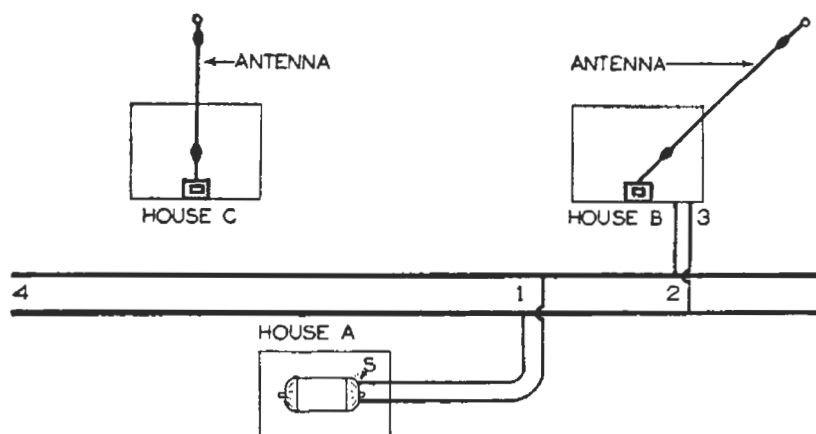 ANTENNA
ANTENNA
HOUSE C
HOUSE B 3
4 1 2
HOUSE A
S